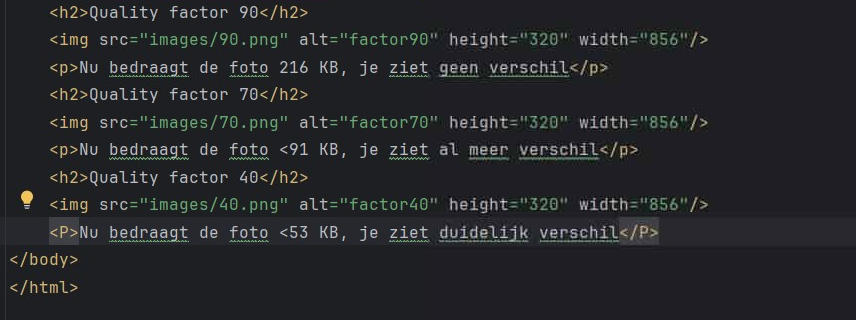 <h2>Quality factor 90</h2>
<img src="images/90.png" alt="factor90" height="320" width="856"/>
<p>Nu bedraagt de foto 216 KB, je ziet geen verschil</p>
<h2>Quality factor 70</h2>
<img src="images/70.png" alt="factor70" height="320" width="856"/>
<p>Nu bedraagt de foto <91 KB, je ziet al meer verschil</p>
<h2>Quality factor 40</h2>
<img src="images/40.png" alt="factor40" height="320" width="856"/>
<P>Nu bedraagt de foto <53 KB, je ziet duidelijk verschil</P>
</body>
</html>